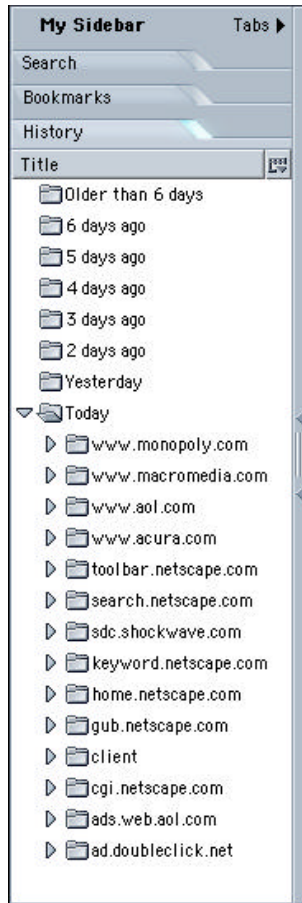 My Sidebar Tabs
Search
Bookmarks
History
Title
Older than 6 days
6 days ago
5 days ago
4 days ago
3 days ago
2 days ago
Yesterday
Today
www.monopoly.com
www.macromedia.com
www.aol.com
www.acura.com
toolbar.netscape.com
search.netscape.com
sdc.shockwave.com
keyword.netscape.com
home.netscape.com
gub.netscape.com
client
cgi.netscape.com
ads.web.aol.com
ad.doubleclick.net